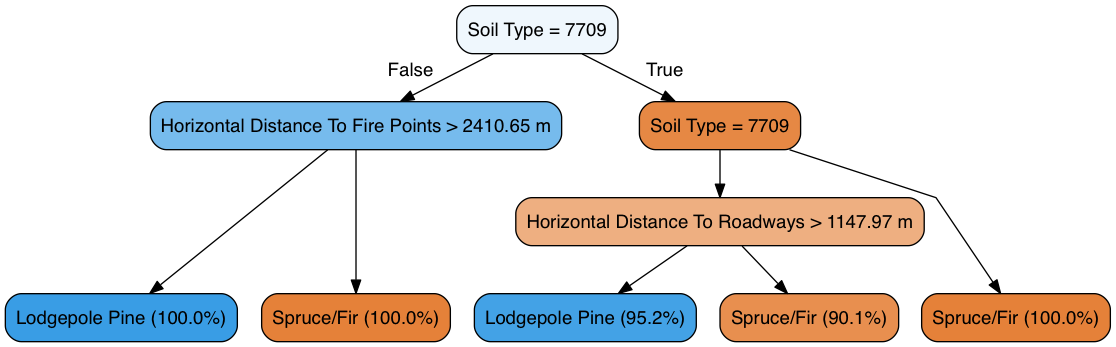 Soil Type = 7709
False
True
Horizontal Distance To Fire Points > 2410.65 m
Soil Type = 7709
Horizontal Distance To Roadways > 1147.97 m
Lodgepole Pine (100.0%)
Spruce/Fir (100.0%)
Lodgepole Pine (95.2%)
Spruce/Fir (90.1%)
Spruce/Fir (100.0%)